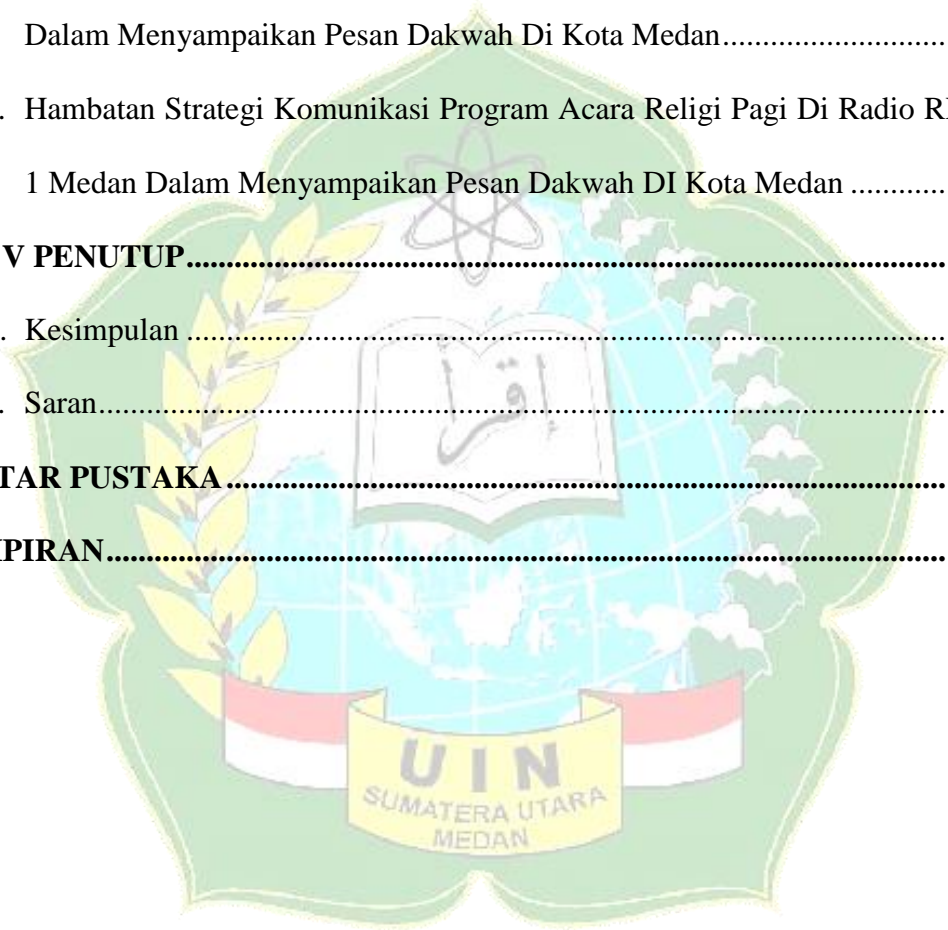 Dalam Menyampaikan Pesan Dakwah Di Kota Medan............................
. Hambatan Strategi Komunikasi Program Acara Religi Pagi Di Radio
1 Medan Dalam Menyampaikan Pesan Dakwah DI Kota Medan ............
V PENUTUP...............................................................................................
. Kesimpulan ...............................................................................................
. Saran..........................................................................................................
TAR PUSTAKA ..........................................................................................
PIRAN.........................................................................................................
إقرأ
UIN
SUMATERA UTARA
MEDAN